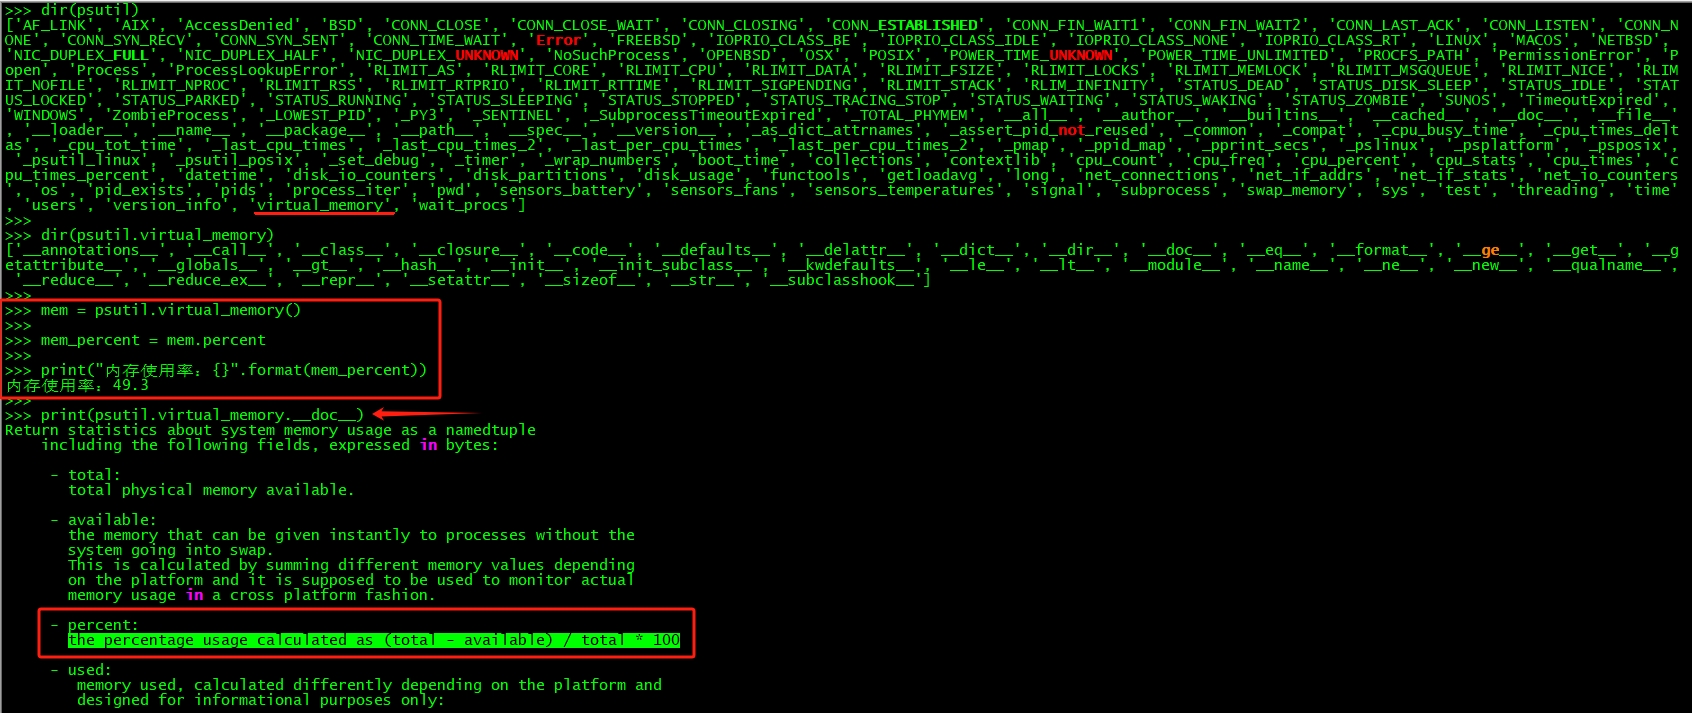 >>> dir(psutil)
['AF_LINK', 'AIX', 'AccessDenied', 'BSD', 'CONN_CLOSE', 'CONN_CLOSE_WAIT', 'CONN_CLOSING', 'CONN_ESTABLISHED', 'CONN_FIN_WAIT1', 'CONN_FIN_WAIT2', 'CONN_LAST_ACK', 'CONN_LISTEN', 'CONN_N
ONE', 'CONN_SYN_RECV', 'CONN_SYN_SENT', 'CONN_TIME_WAIT', 'Error', 'FREEBSD', 'IOPRIO_CLASS_BE', 'IOPRIO_CLASS_IDLE', 'IOPRIO_CLASS_NONE', 'IOPRIO_CLASS_RT', 'LINUX', 'MACOS', 'NETBSD',
'NIC_DUPLEX_FULL', 'NIC_DUPLEX_HALF', 'NIC_DUPLEX_UNKNOWN', 'NoSuchProcess', 'OPENBSD', 'OSX', 'POSIX', 'POWER_TIME_UNKNOWN', 'POWER_TIME_UNLIMITED', 'PROCFS_PATH', 'PermissionError', 'P
open', 'Process', 'ProcessLookupError', 'RLIMIT_AS', 'RLIMIT_CORE', 'RLIMIT_CPU', 'RLIMIT_DATA', 'RLIMIT_FSIZE', 'RLIMIT_LOCKS', 'RLIMIT_MEMLOCK', 'RLIMIT_MSGQUEUE', 'RLIMIT_NICE', 'RLIM
IT_NOFILE', 'RLIMIT_NPROC', 'RLIMIT_RSS', 'RLIMIT_RTPRIO', 'RLIMIT_RTTIME', 'RLIMIT_SIGPENDING', 'RLIMIT_STACK', 'RLIM_INFINITY', 'STATUS_DEAD', 'STATUS_DISK_SLEEP', 'STATUS_IDLE', 'STAT
US_LOCKED', 'STATUS_PARKED', 'STATUS_RUNNING', 'STATUS_SLEEPING', 'STATUS_STOPPED', 'STATUS_TRACING_STOP', 'STATUS_WAITING', 'STATUS_WAKING', 'STATUS_ZOMBIE', 'SUNOS', 'TimeoutExpired',
'WINDOWS', 'ZombieProcess', '_LOWEST_PID', '_PY3', '_SENTINEL', '_SubprocessTimeoutExpired', '_TOTAL_PHYMEM', '__all__', '__author__', '__builtins__', '__cached__', '__doc__', '__file__'
, '__loader__', '__name__', '__package__', '__path__', '__spec__', '__version__', '_as_dict_attrnames', '_assert_pid_not_reused', '_common', '_compat', '_cpu_busy_time', '_cpu_times_delt
as', '_cpu_tot_time', '_last_cpu_times', '_last_cpu_times_2', '_last_per_cpu_times', '_last_per_cpu_times_2', '_pmap', '_ppid_map', '_pprint_secs', '_pslinux', '_psplatform', '_psposix',
'_psutil_linux', '_psutil_posix', '_set_debug', '_timer', '_wrap_numbers', 'boot_time', 'collections', 'contextlib', 'cpu_count', 'cpu_freq', 'cpu_percent', 'cpu_stats', 'cpu_times', 'c
pu_times_percent', 'datetime', 'disk_io_counters', 'disk_partitions', 'disk_usage', 'functools', 'getloadavg', 'long', 'net_connections', 'net_if_addrs', 'net_if_stats', 'net_io_counters
', 'os', 'pid_exists', 'pids', 'process_iter', 'pwd', 'sensors_battery', 'sensors_fans', 'sensors_temperatures', 'signal', 'subprocess', 'swap_memory', 'sys', 'test', 'threading', 'time'
, 'users', 'version_info', 'virtual_memory', 'wait_procs']
>>>
>>> dir(psutil.virtual_memory)
['__annotations__', '__call__', '__class__', '__closure__', '__code__', '__defaults__', '__delattr__', '__dict__', '__dir__', '__doc__', '__eq__', '__format__', '__ge__', '__get__', '__g
etattribute__', '__globals__', '__gt__', '__hash__', '__init__', '__init_subclass__', '__kwdefaults__', '__le__', '__lt__', '__module__', '__name__', '__ne__', '__new__', '__qualname__',
'__reduce__', '__reduce_ex__', '__repr__', '__setattr__', '__sizeof__', '__str__', '__subclasshook__']
>>>
>>> mem = psutil.virtual_memory()
>>>
>>> mem_percent = mem.percent
>>>
>>> print("内存使用率: {}".format(mem_percent))
内存使用率: 49.3
>>>
>>> print(psutil.virtual_memory.__doc__)
Return statistics about system memory usage as a namedtuple
including the following fields, expressed in bytes:
- total:
total physical memory available.
- available:
the memory that can be given instantly to processes without the
system going into swap.
This is calculated by summing different memory values depending
on the platform and it is supposed to be used to monitor actual
memory usage in a cross platform fashion.
- percent:
the percentage usage calculated as (total - available) / total * 100
- used:
memory used, calculated differently depending on the platform and
designed for informational purposes only: